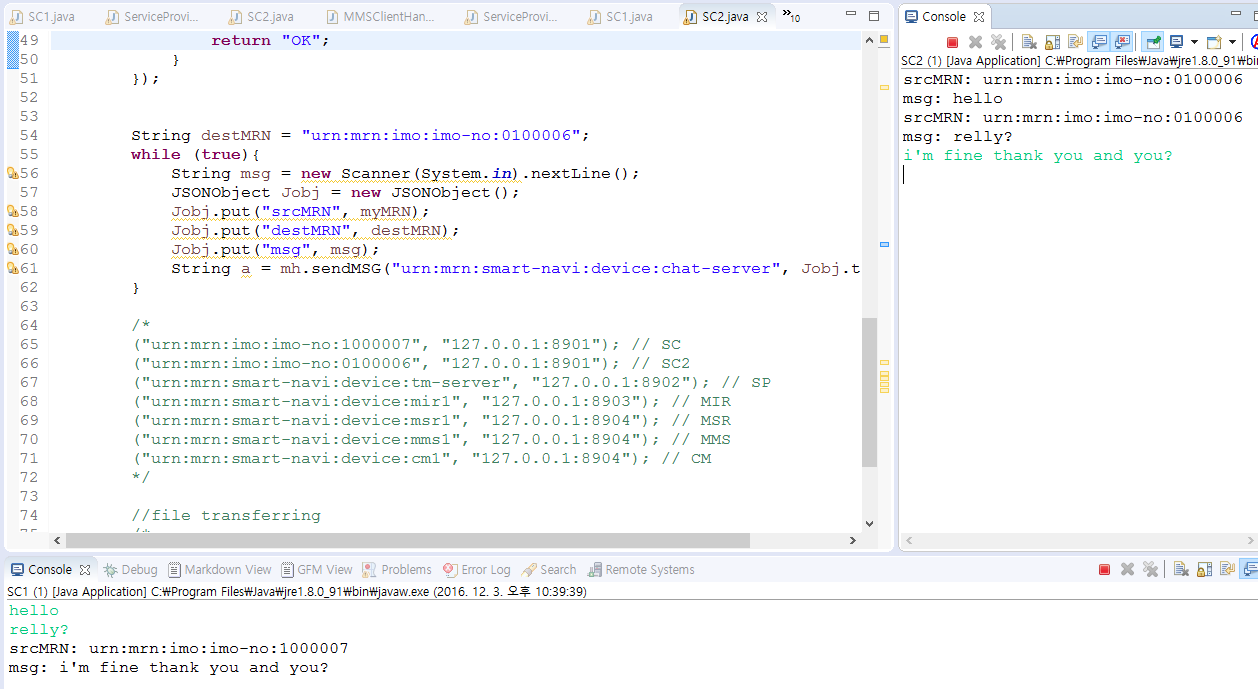 SC1.java ServiceProvi... SC2.java MMSClientHan... ServiceProvi... SC1.java SC2.java »10
49 return "OK";
50 }
51 });
52
53
54 String destMRN = "urn:mrn:imo:imo-no:0100006";
55 while (true){
56 String msg = new Scanner(System.in).nextLine();
57 JSONObject Jobj = new JSONObject();
58 Jobj.put("srcMRN", myMRN);
59 Jobj.put("destMRN", destMRN);
60 Jobj.put("msg", msg);
61 String a = mh.sendMSG("urn:mrn:smart-navi:device:chat-server", Jobj.t
62 }
63
64 /*
65 ("urn:mrn:imo:imo-no:1000007", "127.0.0.1:8901"); // SC
66 ("urn:mrn:imo:imo-no:0100006", "127.0.0.1:8901"); // SC2
67 ("urn:mrn:smart-navi:device:tm-server", "127.0.0.1:8902"); // SP
68 ("urn:mrn:smart-navi:device:mir1", "127.0.0.1:8903"); // MIR
69 ("urn:mrn:smart-navi:device:msr1", "127.0.0.1:8904"); // MSR
70 ("urn:mrn:smart-navi:device:mms1", "127.0.0.1:8904"); // MMS
71 ("urn:mrn:smart-navi:device:cm1", "127.0.0.1:8904"); // CM
72 */
73
74 //file transferring
75 /*
Console
SC2 (1) [Java Application] C:₩Program Files₩Java₩jre1.8.0_91₩bin
srcMRN: urn:mrn:imo:imo-no:0100006
msg: hello
srcMRN: urn:mrn:imo:imo-no:0100006
msg: relly?
i'm fine thank you and you?
Console Debug Markdown View GFM View Problems Error Log Search Remote Systems
SC1 (1) [Java Application] C:₩Program Files₩Java₩jre1.8.0_91₩bin₩javaw.exe (2016. 12. 3. 오후 10:39:39)
hello
relly?
srcMRN: urn:mrn:imo:imo-no:1000007
msg: i'm fine thank you and you?